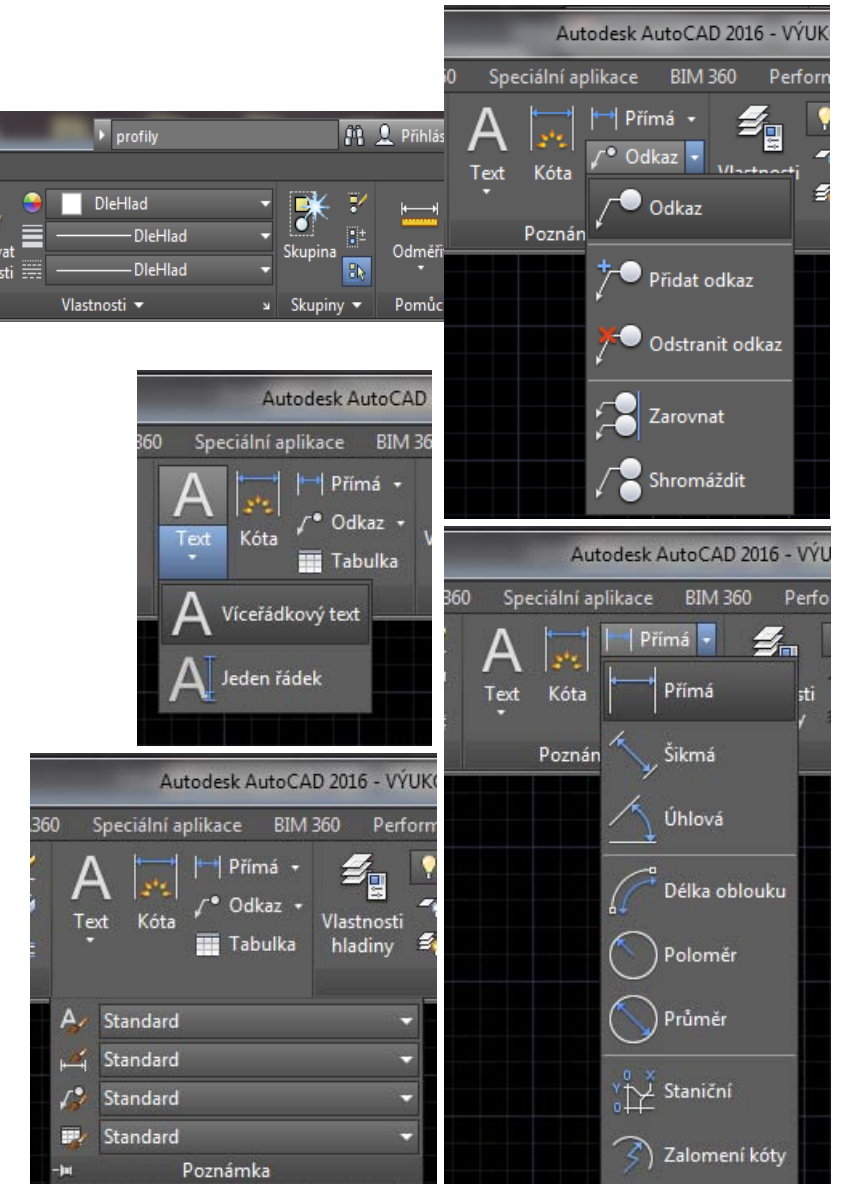 profily
Přihlás
DleHlad
DleHlad
DleHlad
vat
sti
Skupina
Odměři
Vlastnosti
Skupiny
Pomůc
Autodesk AutoCAD 2016 - VÝUK
60 Speciální aplikace BIM 360 Perform
Text
Kóta
Přímá
Odkaz
Vlastnosti
Poznán
Odkaz
Přidat odkaz
Odstranit odkaz
Zarovnat
Shromáždit
Autodesk AutoCAD
360 Speciální aplikace BIM 36
Text
Kóta
Přímá
Odkaz
Tabulka
V
A Víceřádkový text
A Jeden řádek
Autodesk AutoCAD 2016 - VÝU
360 Speciální aplikace BIM 360 Perfo
Text
Kóta
Přímá
sti
y
Poznán
Přímá
Šikmá
Úhlová
Délka oblouku
Poloměr
Průměr
Staniční
Zalomení kóty
Autodesk AutoCAD 2016 - VÝUK
360 Speciální aplikace BIM 360 Perform
Text
Kóta
Přímá
Odkaz
Tabulka
Vlastnosti
hladiny
Standard
Standard
Standard
Standard
Poznámka